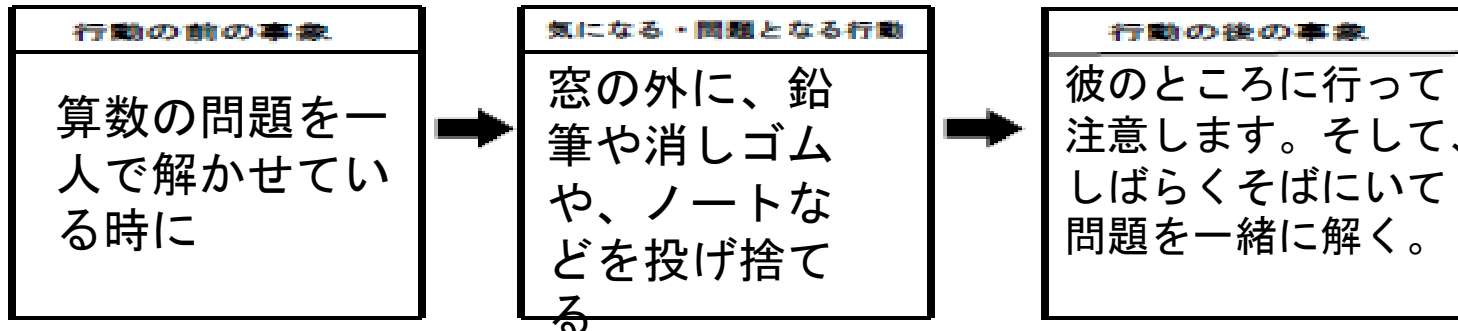 行動の前の事象
算数の問題を一
人で解かせてい
る時に
気になる・問題となる行動
窓の外に、鉛
筆や消しゴム
や、ノートな
どを投げ捨て
る
行動の後の事象
彼のところに行って
注意します。そして、
しばらくそばにいて
問題を一緒に解く。